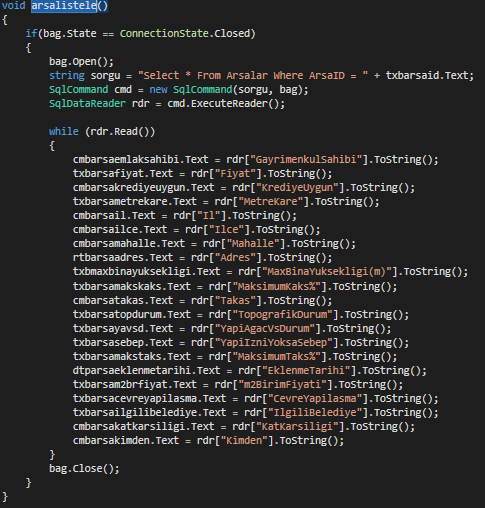 void arsalistele()
{
if(bag.State == ConnectionState.Closed)
{
bag.Open();
string sorgu = "Select * From Arsalar Where ArsaID = " + txbarsaid.Text;
SqlCommand cmd = new SqlCommand(sorgu, bag);
SqlDataReader rdr = cmd.ExecuteReader();
while (rdr.Read())
{
cmbarsaemlaksahibi.Text = rdr["GayrimenkulSahibi"].ToString();
txbarsafiyat.Text = rdr["Fiyat"].ToString();
cmbarsakrediyeuygun.Text = rdr["KrediyeUygun"].ToString();
txbarsametrekare.Text = rdr["MetreKare"].ToString();
cmbarsail.Text = rdr["Il"].ToString();
cmbarsailce.Text = rdr["Ilce"].ToString();
cmbarsamahalle.Text = rdr["Mahalle"].ToString();
rtbarsaadres.Text = rdr["Adres"].ToString();
txbmaxbinayuksekligi.Text = rdr["MaxBinaYuksekligi(m)"].ToString();
txbarsamakskaks.Text = rdr["MaksimumKaks%"].ToString();
cmbarsatakas.Text = rdr["Takas"].ToString();
txbarsatopdurum.Text = rdr["TopografikDurum"].ToString();
txbarsayavsd.Text = rdr["YapiAgacVsDurum"].ToString();
txbarsasebep.Text = rdr["YapiIzniYoksaSebep"].ToString();
txbarsamakstaks.Text = rdr["MaksimumTaks%"].ToString();
dtparsaeklenmetarihi.Text = rdr["EklenmeTarihi"].ToString();
txbarsam2brfiyat.Text = rdr["m2BirimFiyati"].ToString();
txbarsacevreyapilasma.Text = rdr["CevreYapilasma"].ToString();
txbarsailgilibelediye.Text = rdr["IlgiliBelediye"].ToString();
cmbarsakatkarsiligi.Text = rdr["KatKarsiligi"].ToString();
cmbarsakimden.Text = rdr["Kimden"].ToString();
}
bag.Close();
}
}